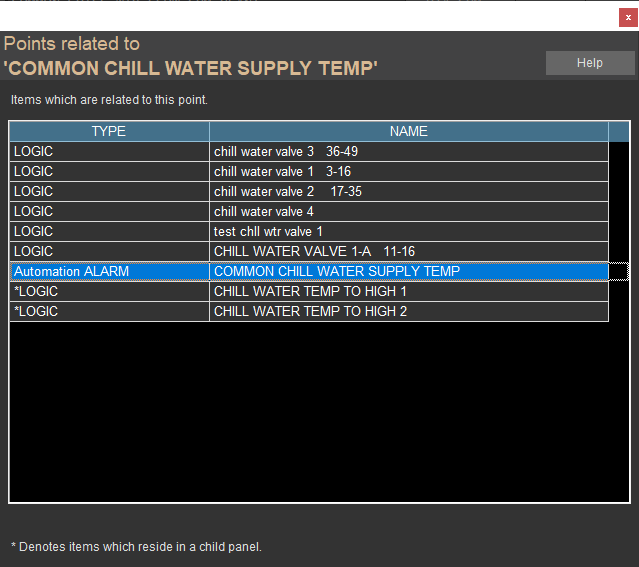 x
Points related to
'COMMON CHILL WATER SUPPLY TEMP'
Help
Items which are related to this point.
TYPE NAME
LOGIC chill water valve 3 36-49
LOGIC chill water valve 1 3-16
LOGIC chill water valve 2 17-35
LOGIC chill water valve 4
LOGIC test chll wtr valve 1
LOGIC CHILL WATER VALVE 1-A 11-16
Automation ALARM COMMON CHILL WATER SUPPLY TEMP
*LOGIC CHILL WATER TEMP TO HIGH 1
*LOGIC CHILL WATER TEMP TO HIGH 2
* Denotes items which reside in a child panel.